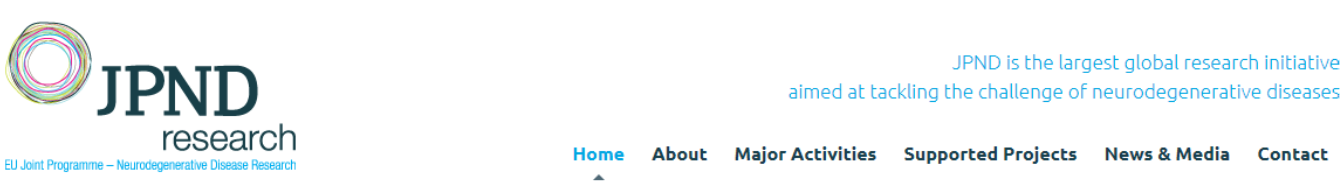 JPND
research
EU Joint Programme – Neurodegenerative Disease Research
JPND is the largest global research initiative
aimed at tackling the challenge of neurodegenerative diseases
Home About Major Activities Supported Projects News & Media Contact